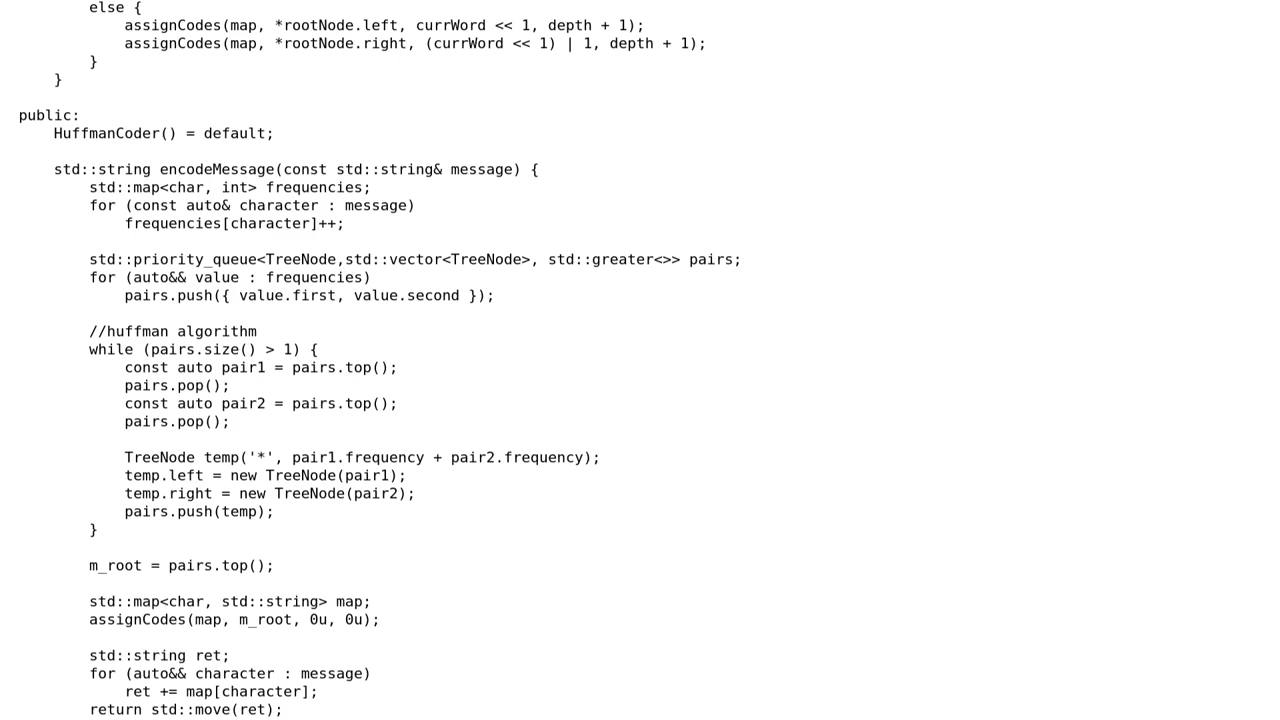 else {
            assignCodes(map, *rootNode.left, currWord << 1, depth + 1);
            assignCodes(map, *rootNode.right, (currWord << 1) | 1, depth + 1);
        }
    }

public:
    HuffmanCoder() = default;

    std::string encodeMessage(const std::string& message) {
        std::map<char, int> frequencies;
        for (const auto& character : message)
            frequencies[character]++;

        std::priority_queue<TreeNode,std::vector<TreeNode>, std::greater<>> pairs;
        for (auto&& value : frequencies)
            pairs.push({ value.first, value.second });

        //huffman algorithm
        while (pairs.size() > 1) {
            const auto pair1 = pairs.top();
            pairs.pop();
            const auto pair2 = pairs.top();
            pairs.pop();

            TreeNode temp('*', pair1.frequency + pair2.frequency);
            temp.left = new TreeNode(pair1);
            temp.right = new TreeNode(pair2);
            pairs.push(temp);
        }

        m_root = pairs.top();

        std::map<char, std::string> map;
        assignCodes(map, m_root, 0u, 0u);

        std::string ret;
        for (auto&& character : message)
            ret += map[character];
        return std::move(ret);